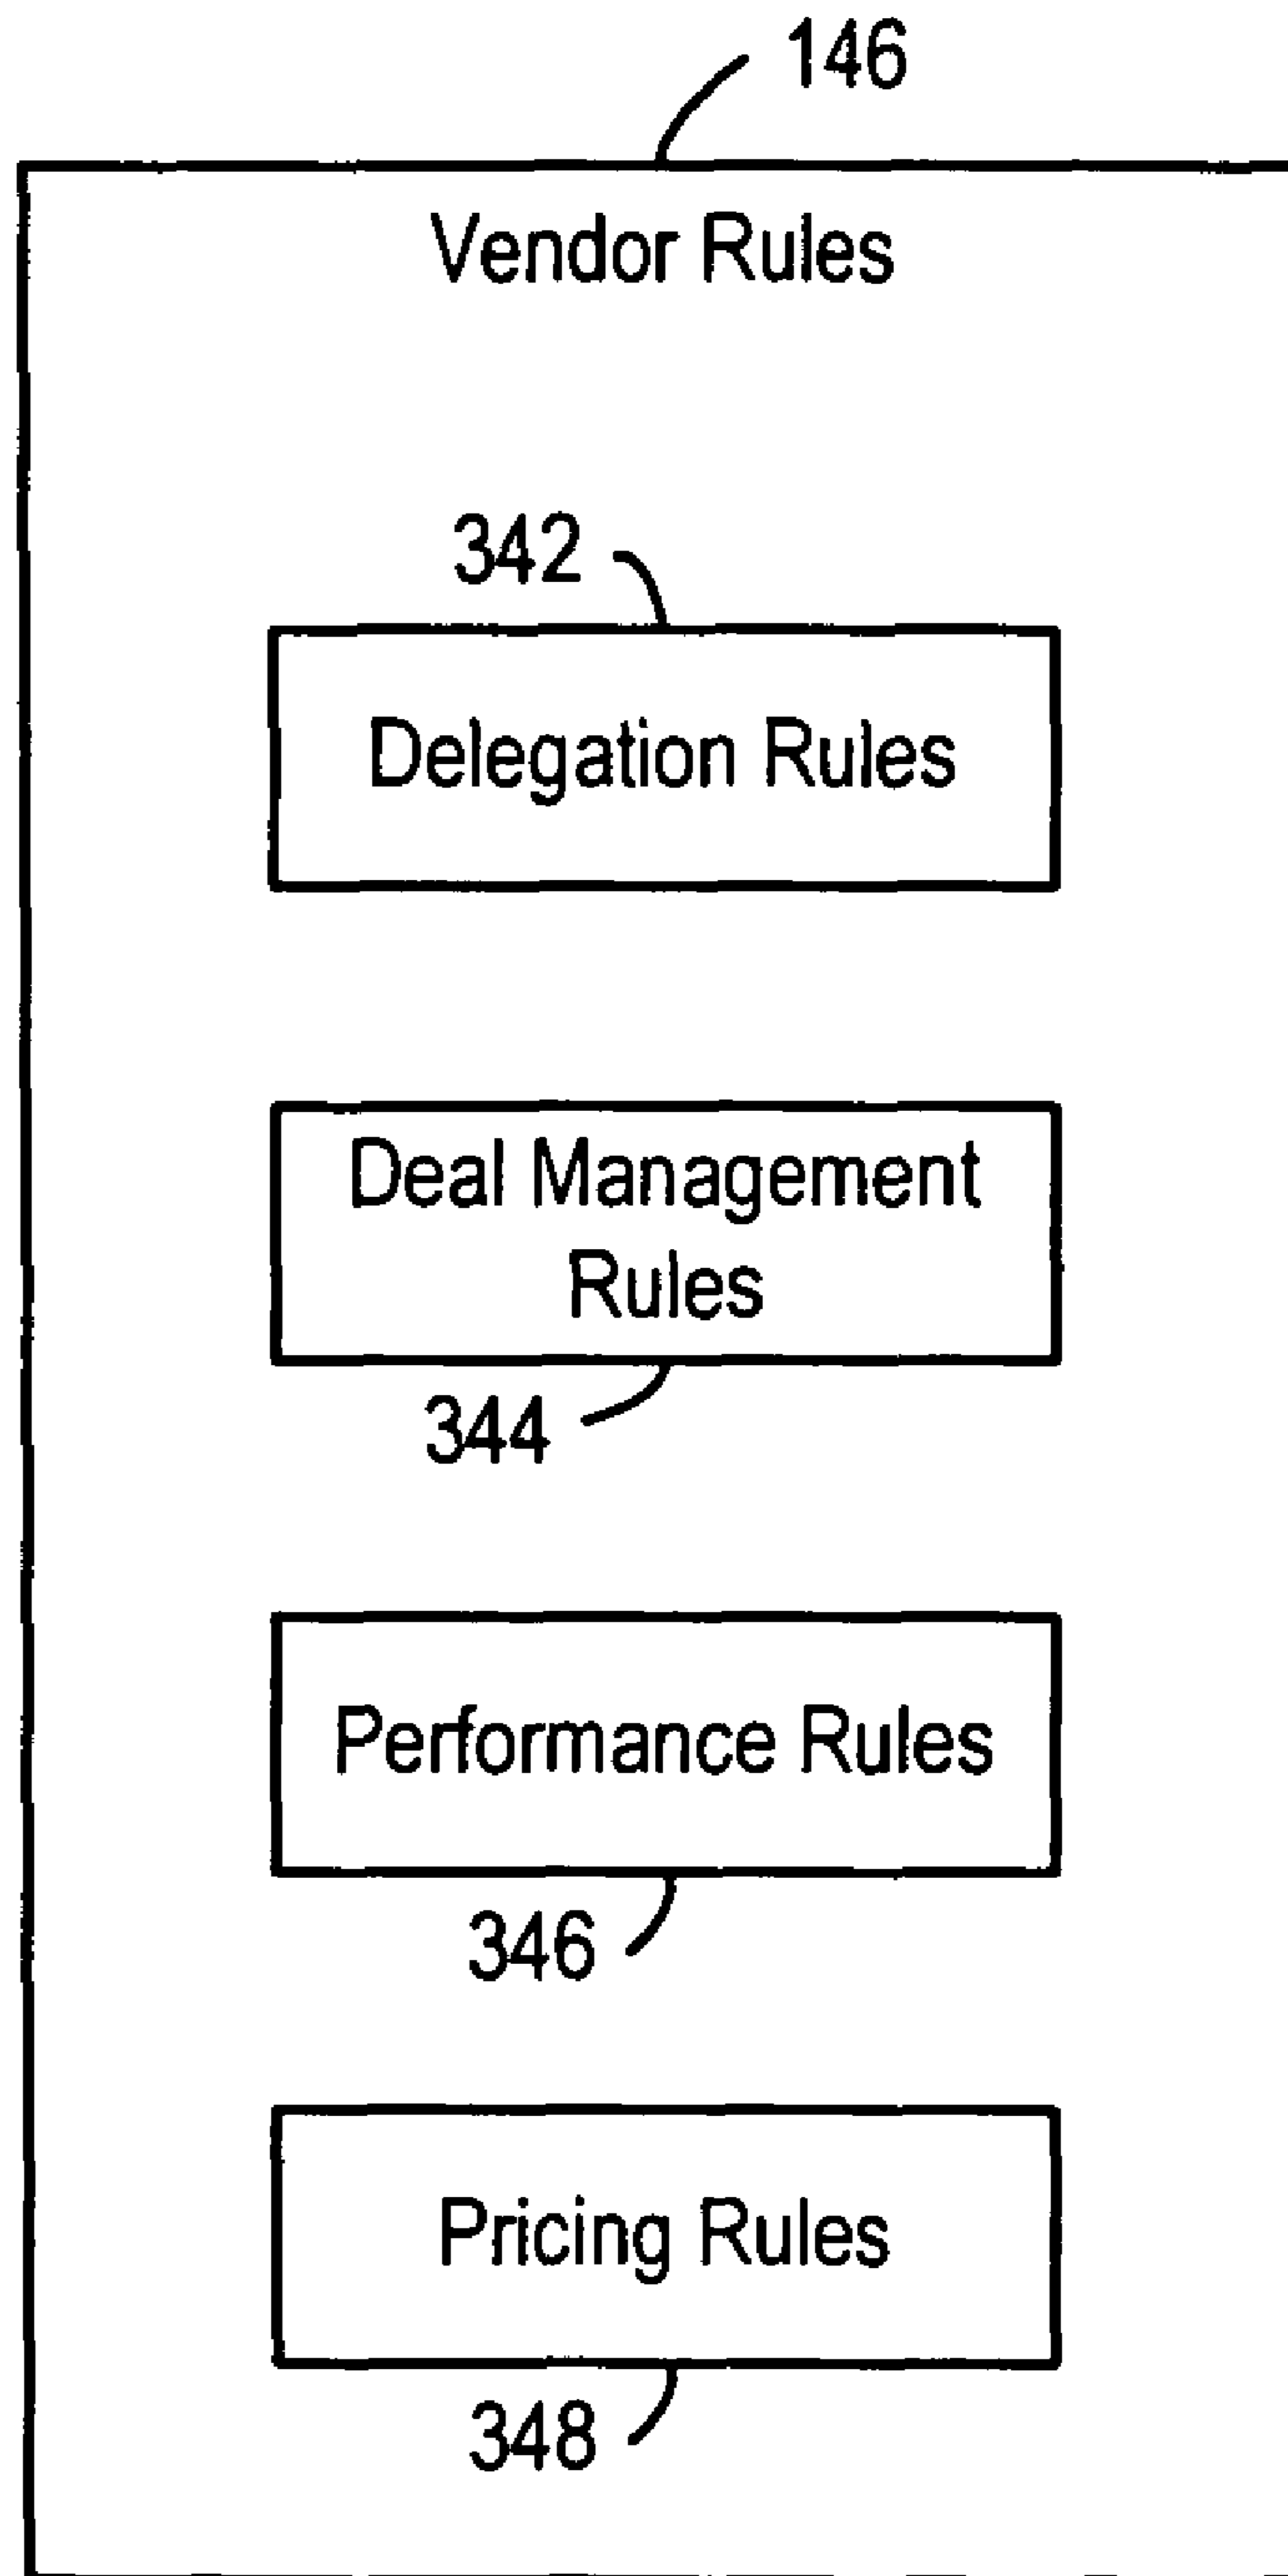 146
Vendor Rules
342
Delegation Rules
Deal Management
Rules
344
Performance Rules
346
Pricing Rules
348